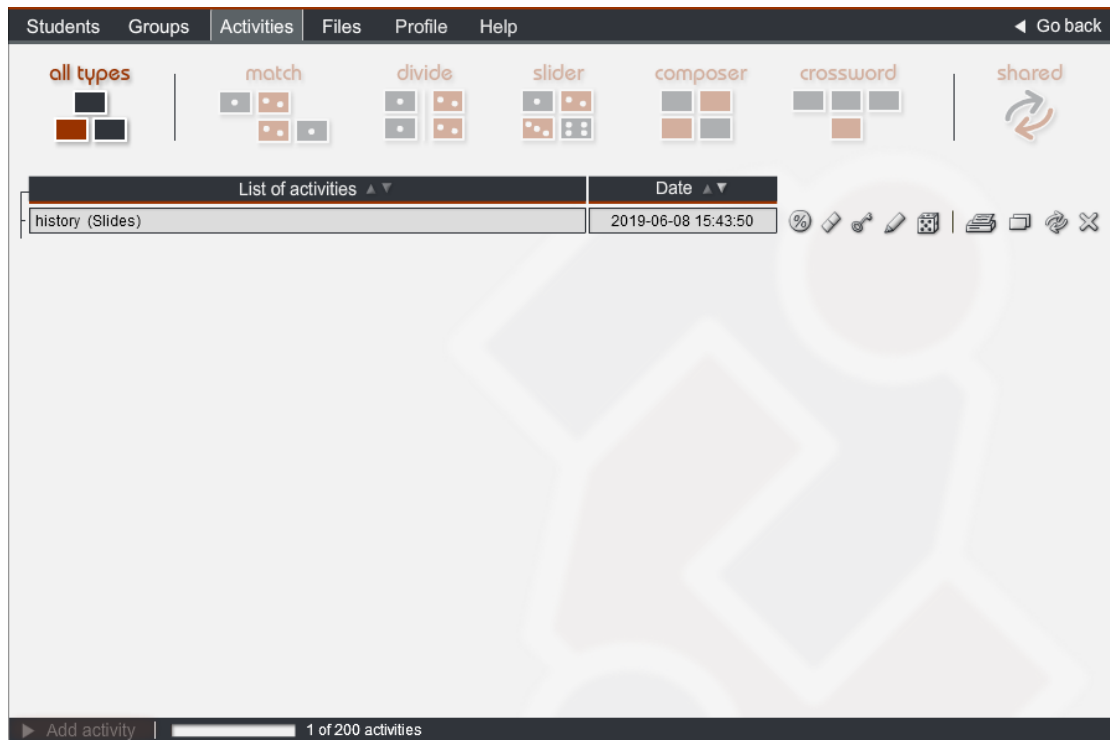 Students Groups Activities Files Profile Help ◄ Go back
all types match divide slider composer crossword shared
List of activities ▲▼ Date ▲▼
history (Slides) 2019-06-08 15:43:50 %
► Add activity | 1 of 200 activities